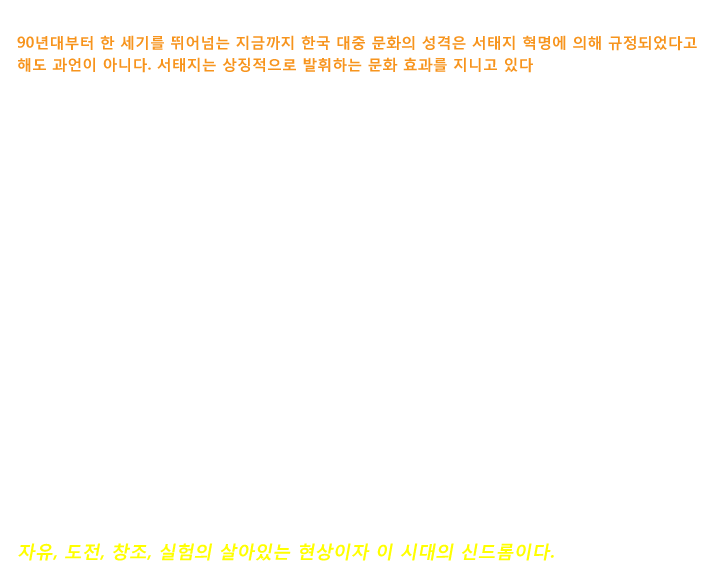 90년대부터 한 세기를 뛰어넘는 지금까지 한국 대중 문화의 성격은 서태지 혁명에 의해 규정되었다고
해도 과언이 아니다. 서태지는 상징적으로 발휘하는 문화 효과를 지니고 있다
자유, 도전, 창조, 실험의 살아있는 현상이자 이 시대의 신드롬이다.